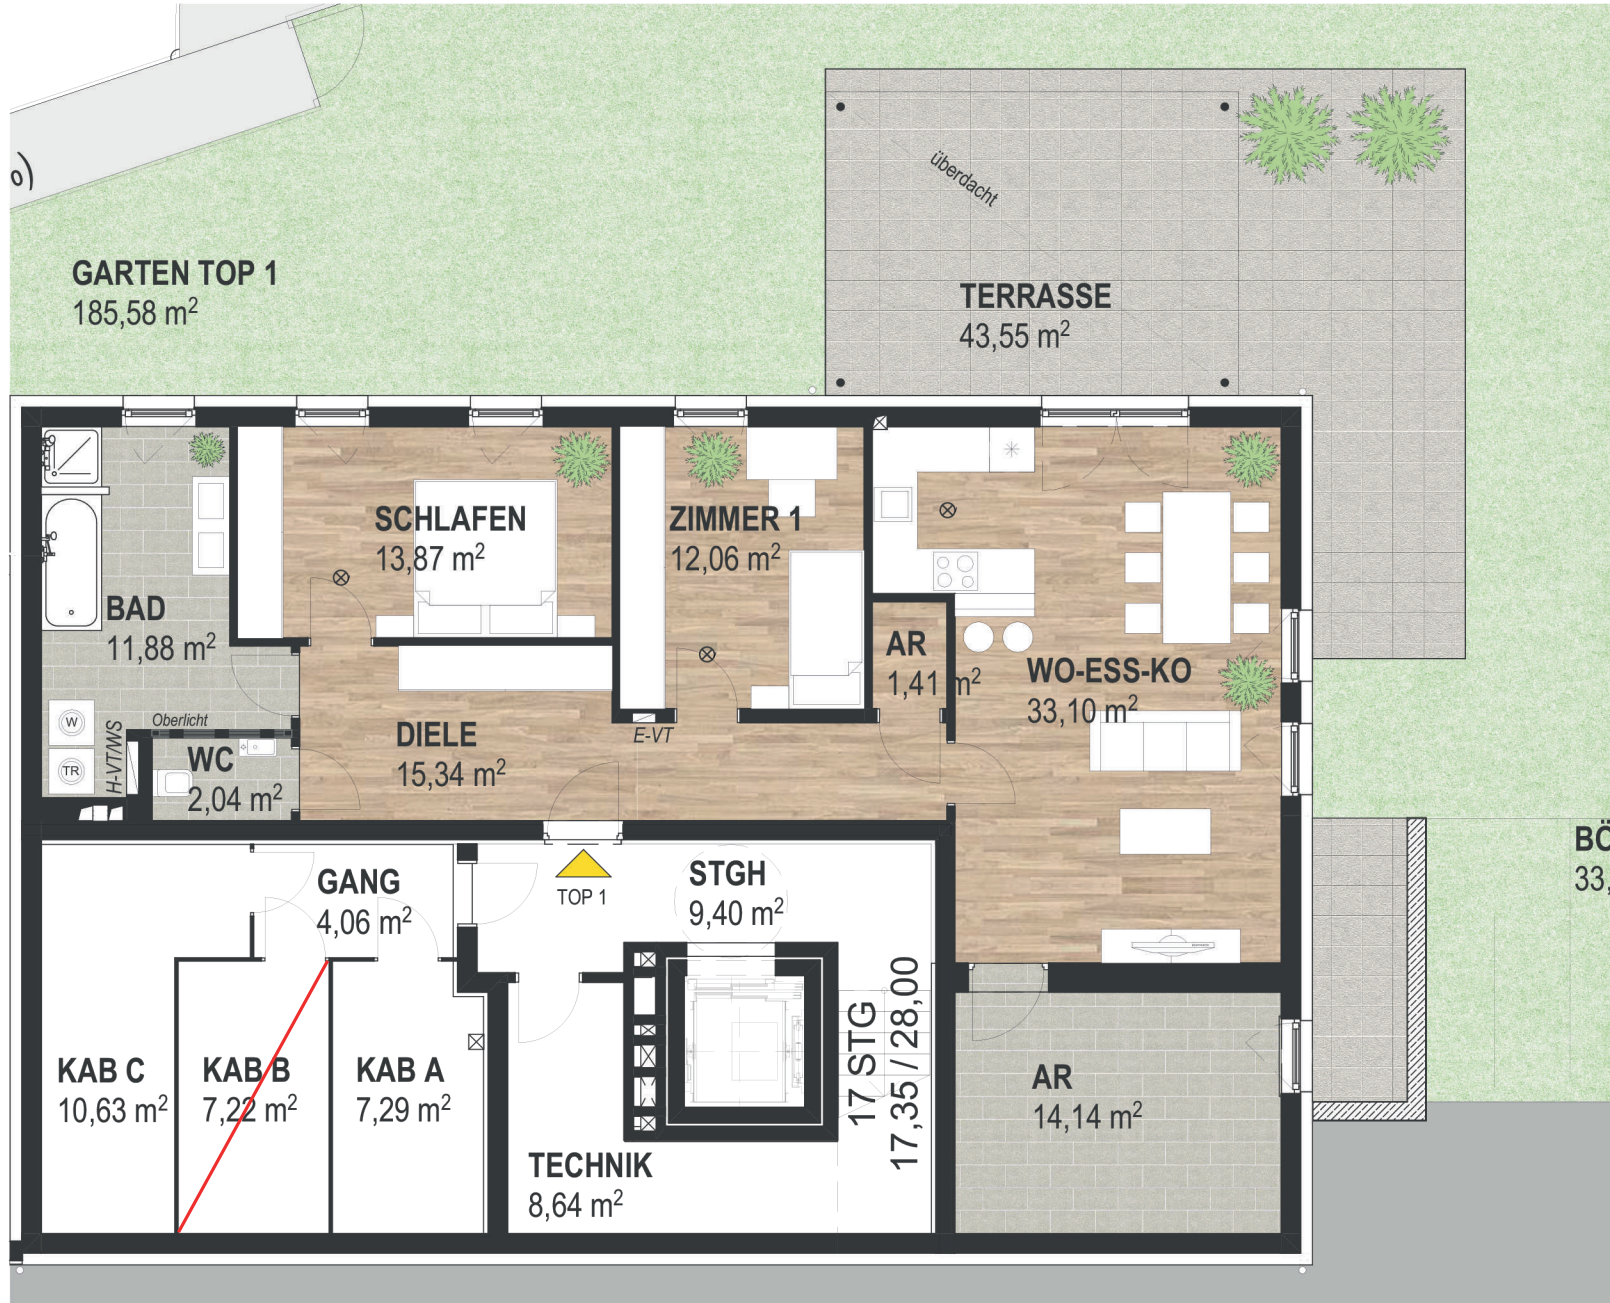 GARTEN TOP 1
185,58 m²
überdacht
TERRASSE
43,55 m²
SCHLAFEN
13,87 m²
ZIMMER 1
12,06 m²
BAD
11,88 m²
AR
1,41 m²
WO-ESS-KO
33,10 m²
W
TR
H-VT/WS
Oberlicht
WC
2,04 m²
DIELE
15,34 m²
E-VT
TOP 1
GANG
4,06 m²
STGH
9,40 m²
KAB C
10,63 m²
KAB B
7,22 m²
KAB A
7,29 m²
TECHNIK
8,64 m²
17 STG
17,35 / 28,00
AR
14,14 m²
BÖ
33,